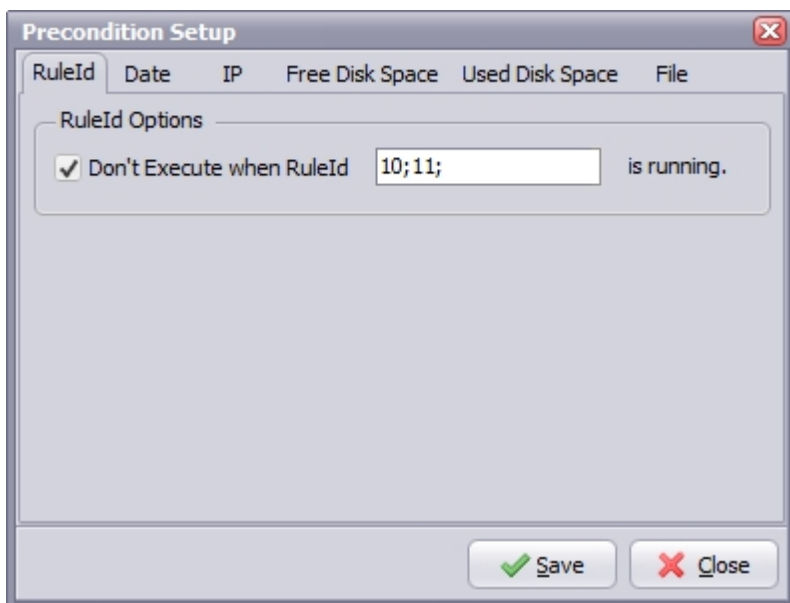 Precondition Setup
RuleId Date IP Free Disk Space Used Disk Space File
RuleId Options
Don't Execute when RuleId 10;11; is running.
Save Close